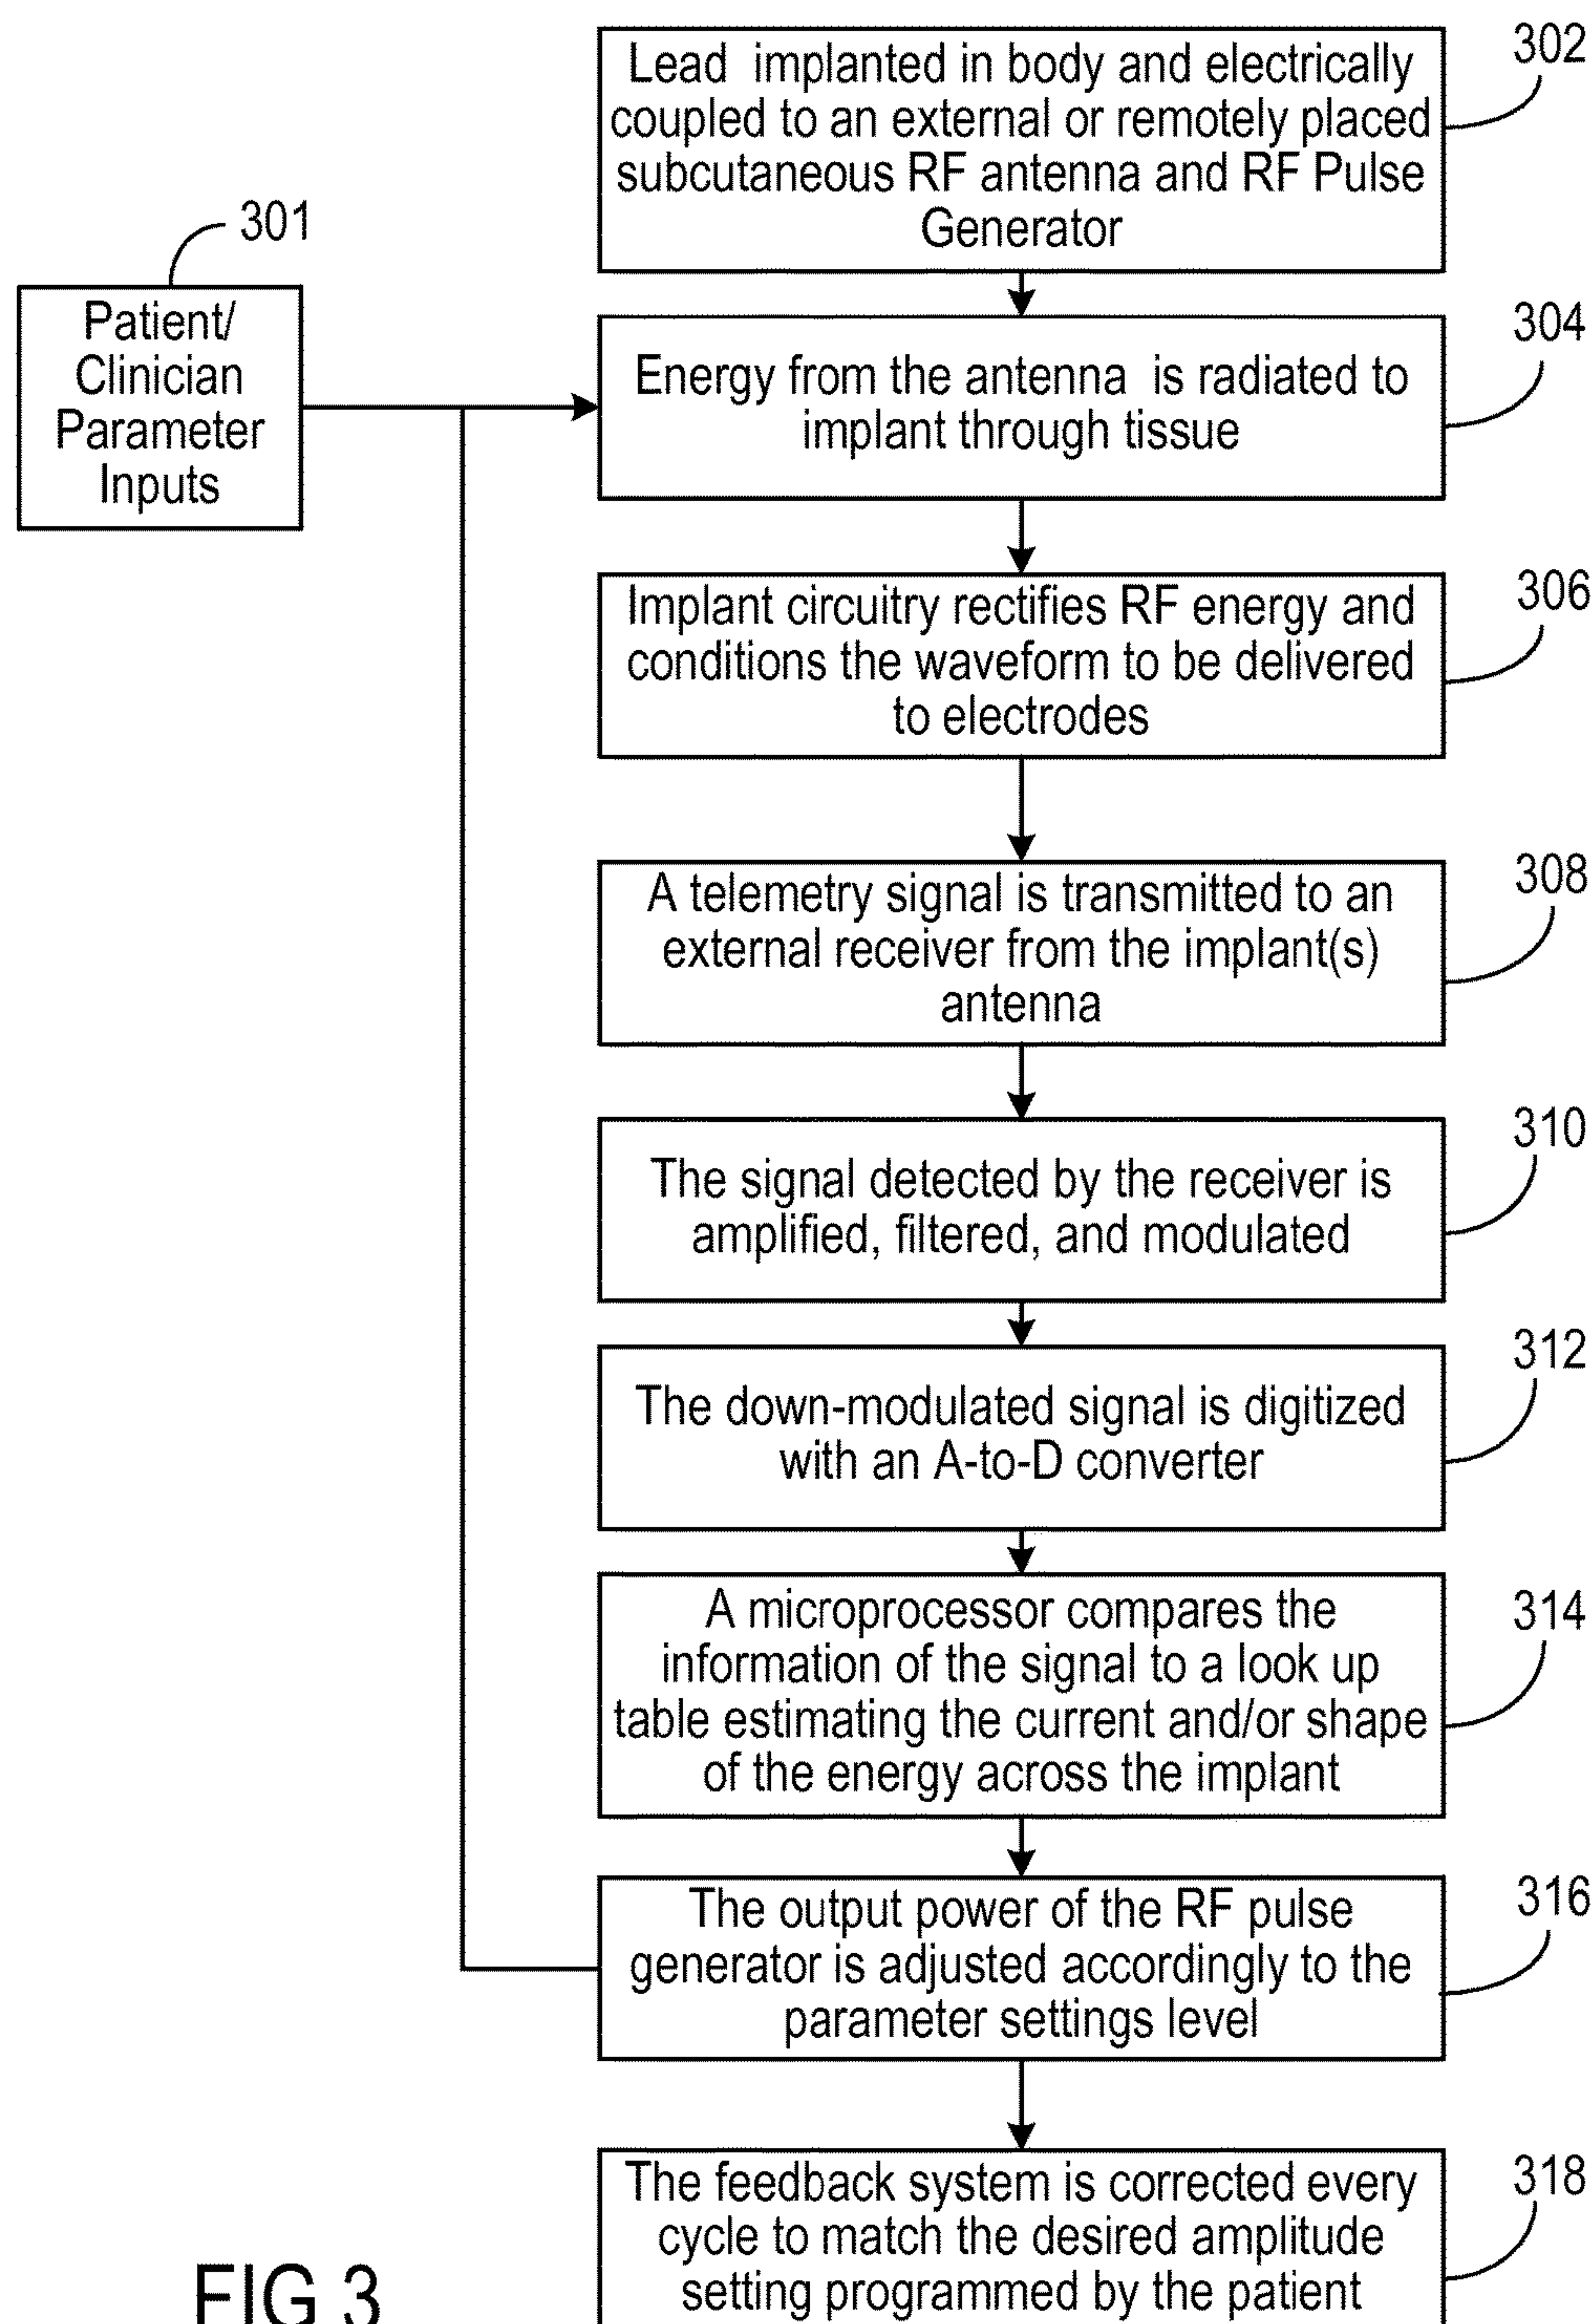 302
Lead implanted in body and electrically
coupled to an external or remotely placed
subcutaneous RF antenna and RF Pulse
Generator
301
Patient/
Clinician
Parameter
Inputs
304
Energy from the antenna is radiated to
implant through tissue
306
Implant circuitry rectifies RF energy and
conditions the waveform to be delivered
to electrodes
308
A telemetry signal is transmitted to an
external receiver from the implant(s)
antenna
310
The signal detected by the receiver is
amplified, filtered, and modulated
312
The down-modulated signal is digitized
with an A-to-D converter
314
A microprocessor compares the
information of the signal to a look up
table estimating the current and/or shape
of the energy across the implant
316
The output power of the RF pulse
generator is adjusted accordingly to the
parameter settings level
318
The feedback system is corrected every
cycle to match the desired amplitude
setting programmed by the patient
FIG 3